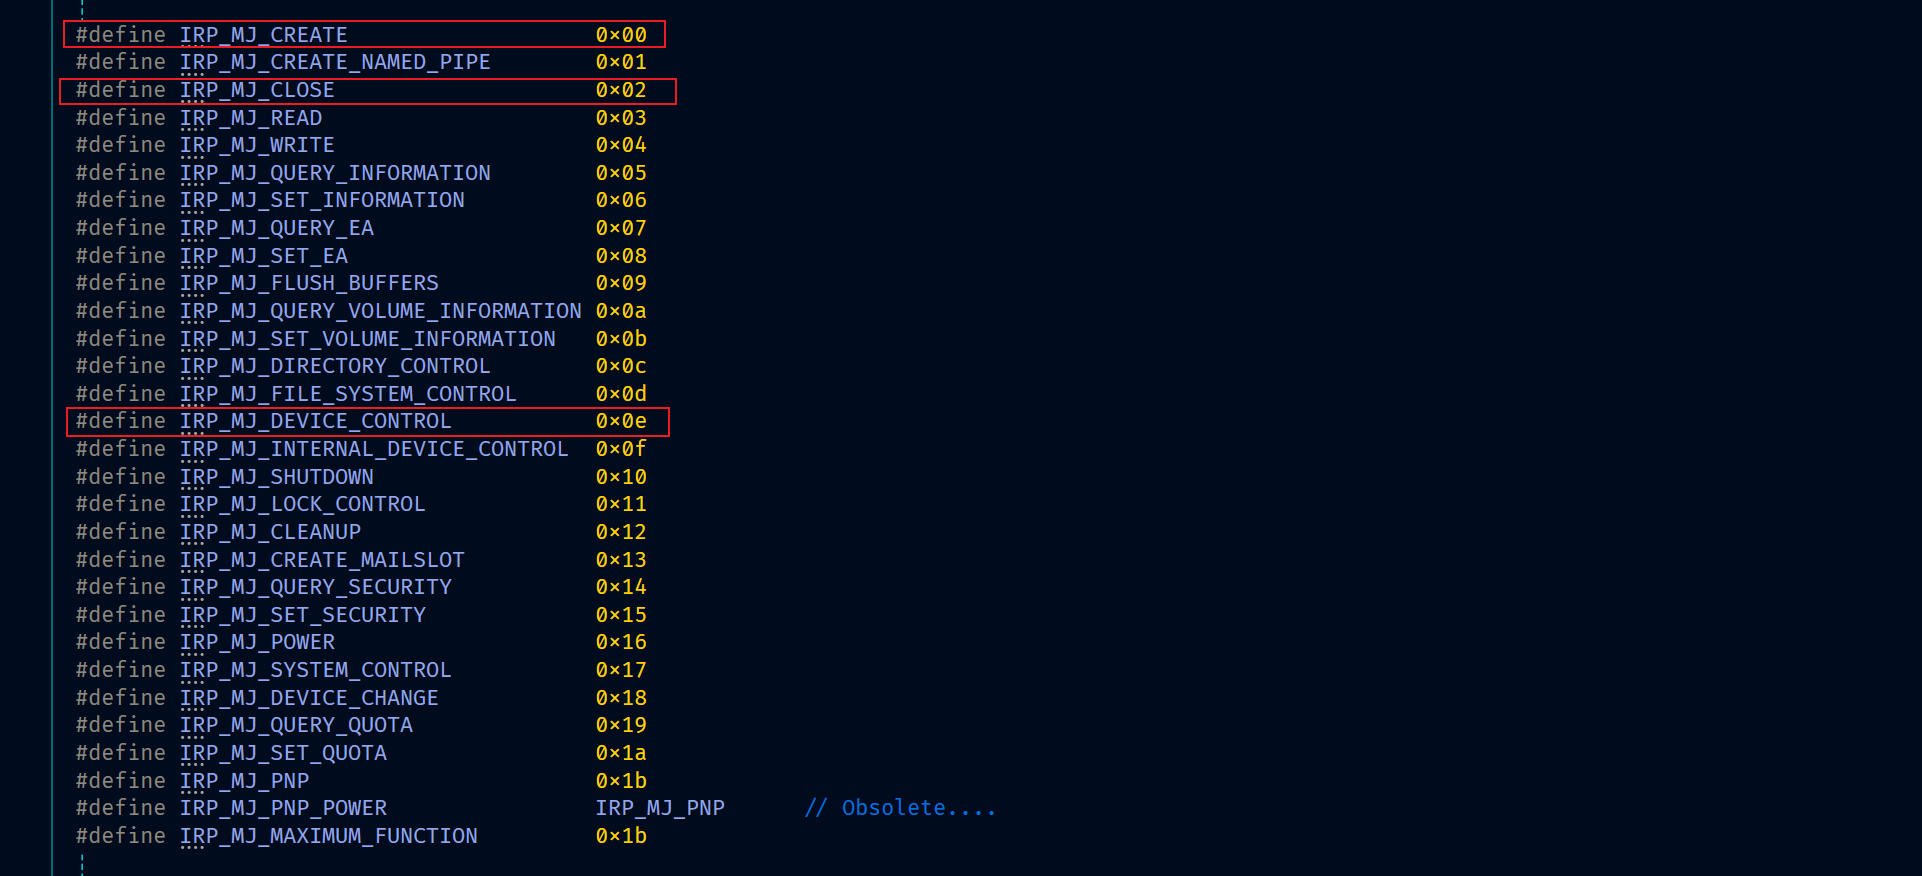 #define IRP_MJ_CREATE 0x00
#define IRP_MJ_CREATE_NAMED_PIPE 0x01
#define IRP_MJ_CLOSE 0x02
#define IRP_MJ_READ 0x03
#define IRP_MJ_WRITE 0x04
#define IRP_MJ_QUERY_INFORMATION 0x05
#define IRP_MJ_SET_INFORMATION 0x06
#define IRP_MJ_QUERY_EA 0x07
#define IRP_MJ_SET_EA 0x08
#define IRP_MJ_FLUSH_BUFFERS 0x09
#define IRP_MJ_QUERY_VOLUME_INFORMATION 0x0a
#define IRP_MJ_SET_VOLUME_INFORMATION 0x0b
#define IRP_MJ_DIRECTORY_CONTROL 0x0c
#define IRP_MJ_FILE_SYSTEM_CONTROL 0x0d
#define IRP_MJ_DEVICE_CONTROL 0x0e
#define IRP_MJ_INTERNAL_DEVICE_CONTROL 0x0f
#define IRP_MJ_SHUTDOWN 0x10
#define IRP_MJ_LOCK_CONTROL 0x11
#define IRP_MJ_CLEANUP 0x12
#define IRP_MJ_CREATE_MAILSLOT 0x13
#define IRP_MJ_QUERY_SECURITY 0x14
#define IRP_MJ_SET_SECURITY 0x15
#define IRP_MJ_POWER 0x16
#define IRP_MJ_SYSTEM_CONTROL 0x17
#define IRP_MJ_DEVICE_CHANGE 0x18
#define IRP_MJ_QUERY_QUOTA 0x19
#define IRP_MJ_SET_QUOTA 0x1a
#define IRP_MJ_PNP 0x1b
#define IRP_MJ_PNP_POWER IRP_MJ_PNP // Obsolete....
#define IRP_MJ_MAXIMUM_FUNCTION 0x1b